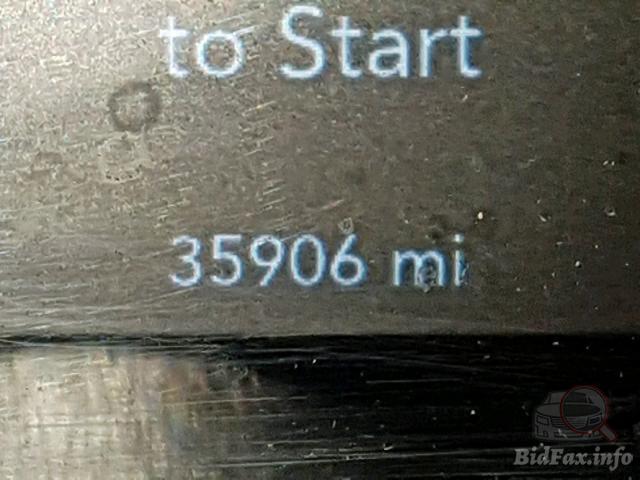 to Start
35906 mi
BidFax.info